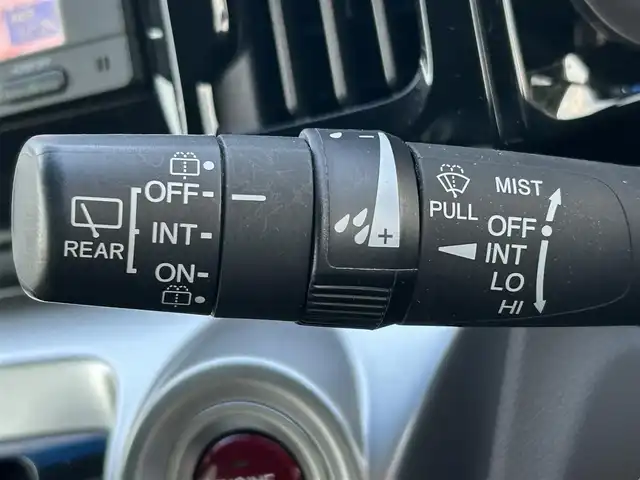 OFF
INT
REAR
ON
PULL
MIST
OFF
INT
LO
HI